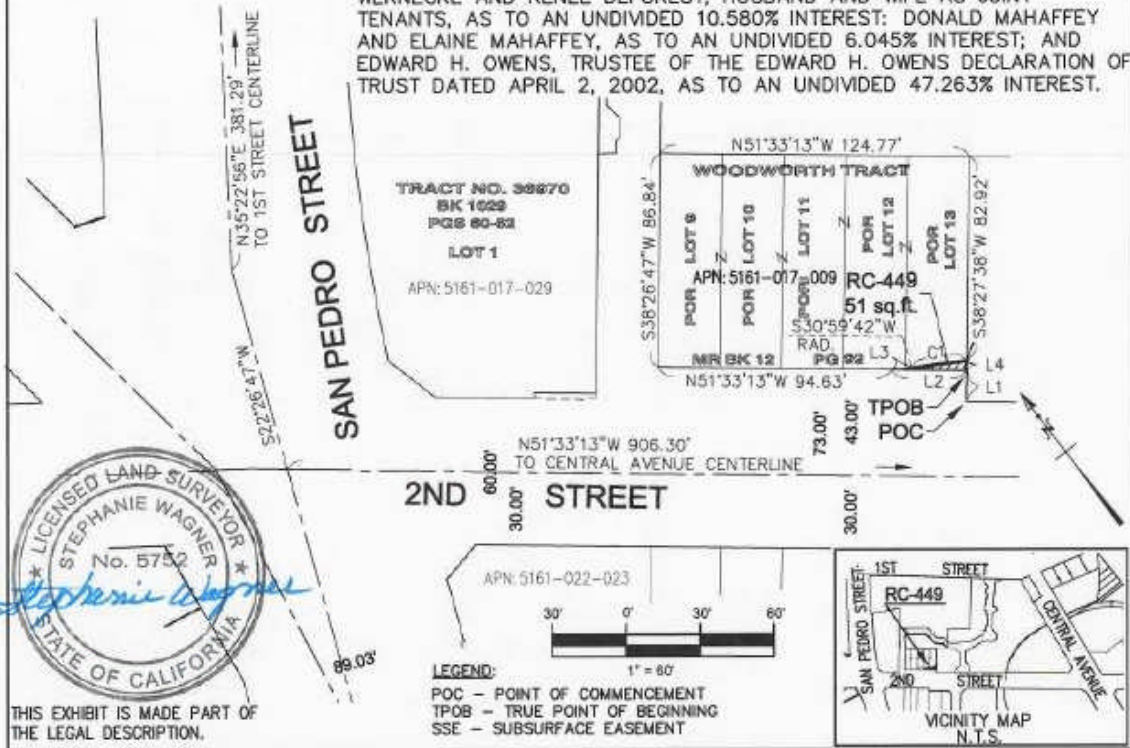 TENANTS, AS TO AN UNDIVIDED 10.580% INTEREST: DONALD MAHAFFEY
AND ELAINE MAHAFFEY, AS TO AN UNDIVIDED 6.045% INTEREST; AND
EDWARD H. OWENS, TRUSTEE OF THE EDWARD H. OWENS DECLARATION OF
TRUST DATED APRIL 2, 2002, AS TO AN UNDIVIDED 47.263% INTEREST.
N35°22'56"E 381.29'
TO 1ST STREET CENTERLINE
SAN PEDRO STREET
S22°26'47"W
89.03'
TRACT NO. 36970
BK 1029
PGS 60-62
LOT 1
APN: 5161-017-029
N51°33'13"W 124.77'
WOODWORTH TRACT
S38°26'47"W 86.84'
POR LOT 9
POR LOT 10
POR LOT 11
POR LOT 12
POR LOT 13
APN: 5161-017-009
RC-449
51 sq.ft.
S30°59'42"W
RAD.
S38°27'38"W 82.92'
MR BK 12 PG 92
L3
C1
L4
L2
L1
N51°33'13"W 94.63'
TPOB
POC
73.00'
43.00'
N51°33'13"W 906.30'
TO CENTRAL AVENUE CENTERLINE
60.00'
30.00'
2ND STREET
30.00'
N
LICENSED LAND SURVEYOR
STEPHANIE WAGNER
No. 5752
Stephanie Wagner
STATE OF CALIFORNIA
APN: 5161-022-023
30' 0' 30' 60'
1" = 60'
LEGEND:
POC - POINT OF COMMENCEMENT
TPOB - TRUE POINT OF BEGINNING
SSE - SUBSURFACE EASEMENT
THIS EXHIBIT IS MADE PART OF
THE LEGAL DESCRIPTION.
1ST STREET
RC-449
SAN PEDRO STREET
CENTRAL AVENUE
2ND STREET
VICINITY MAP
N.T.S.